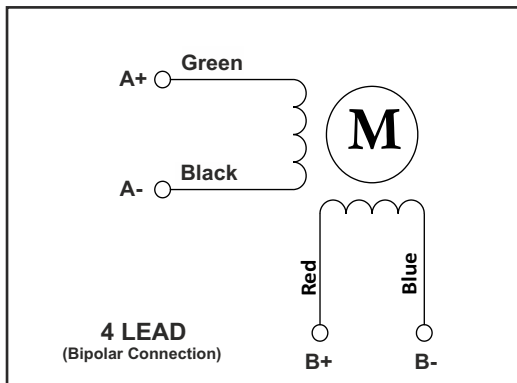 Green
A+
M
Black
A-
Red
Blue
4 LEAD
(Bipolar Connection)
B+
B-